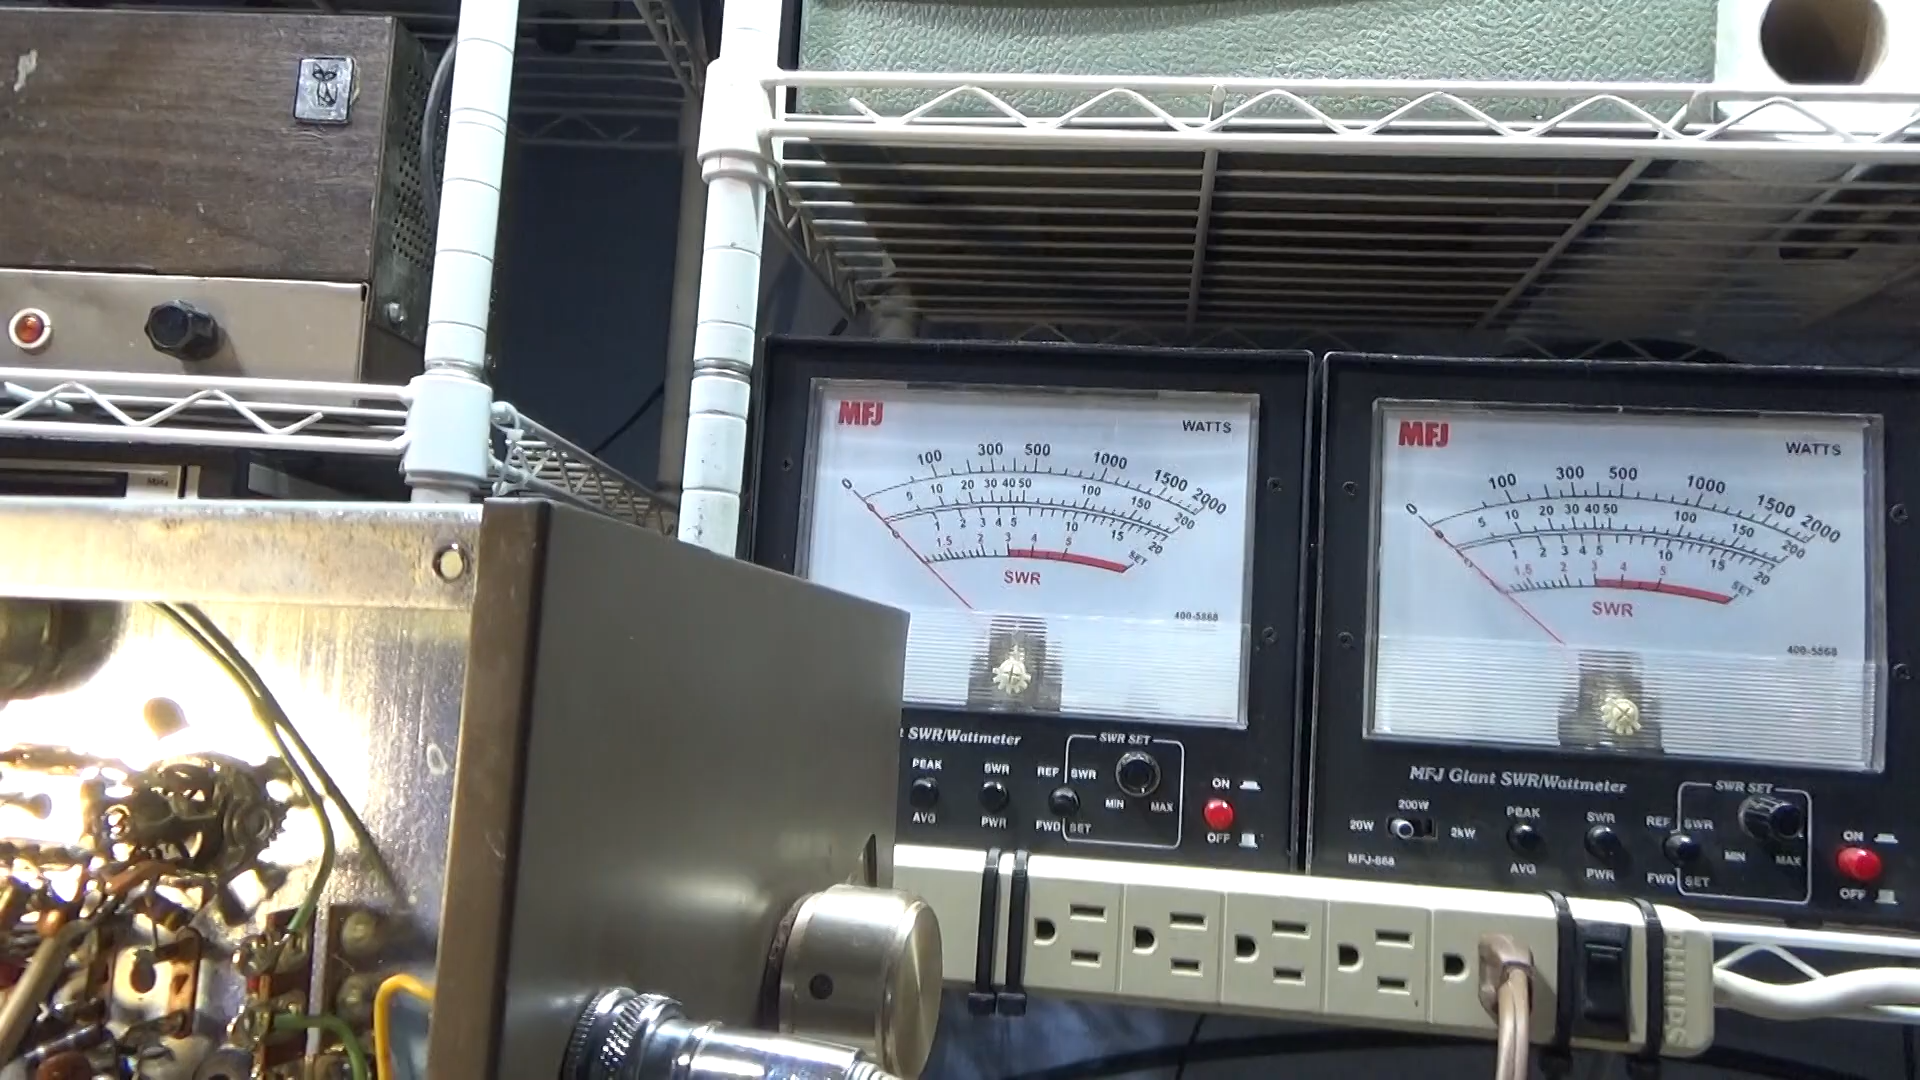 MHz
MFJ
WATTS
0 100 300 500 1000 1500 2000
0 5 10 20 30 40 50 100 150 200
0 1 2 3 4 5 10 15 20
1.5 2 3 4 5 SET
SWR
400-5868
t SWR/Wattmeter
SWR SET
PEAK
SWR
REF
SWR
MIN
MAX
ON
AVG
PWR
FWD
SET
OFF
MFJ
WATTS
0 100 300 500 1000 1500 2000
0 5 10 20 30 40 50 100 150 200
0 1 2 3 4 5 10 15 20
1.5 2 3 4 5 SET
SWR
400-5868
MFJ Giant SWR/Wattmeter
SWR SET
200W
PEAK
SWR
REF
SWR
20W
2kW
MIN
MAX
ON
MFJ-868
AVG
PWR
FWD
SET
OFF
PHILIPS